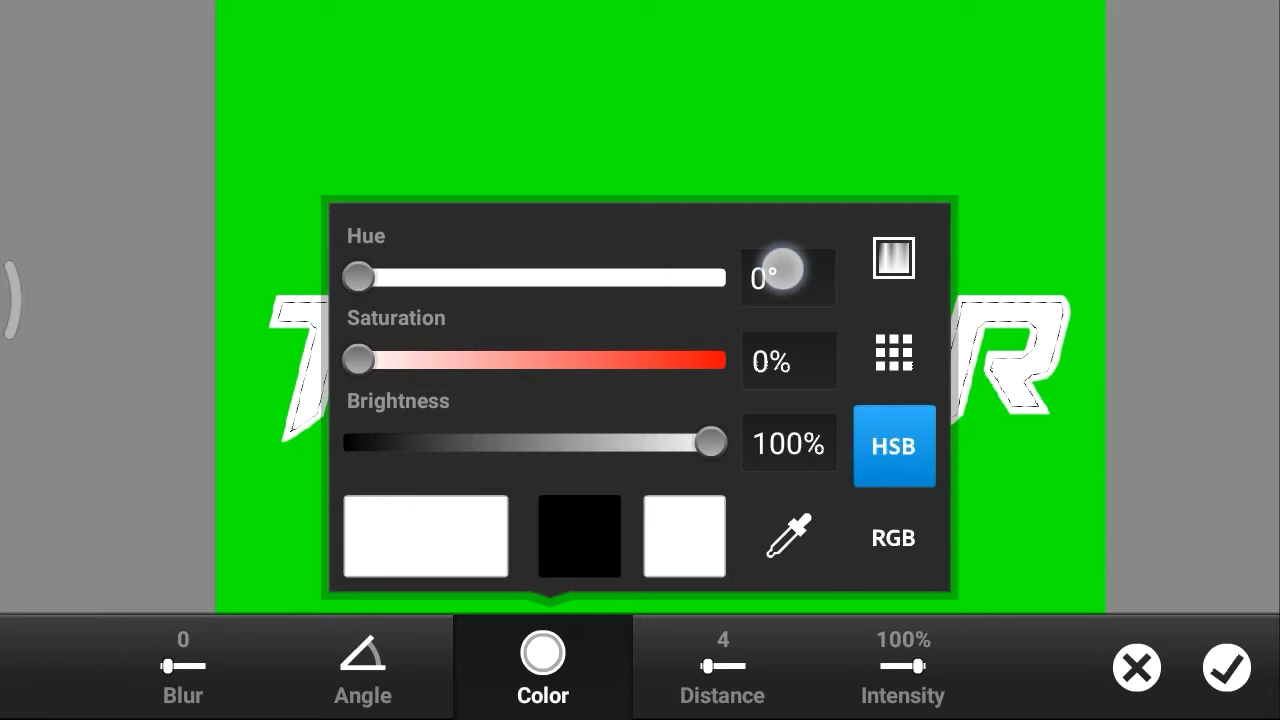 Hue
0°
Saturation
0%
Brightness
100%
HSB
RGB
T R
0
4
100%
Blur
Angle
Color
Distance
Intensity